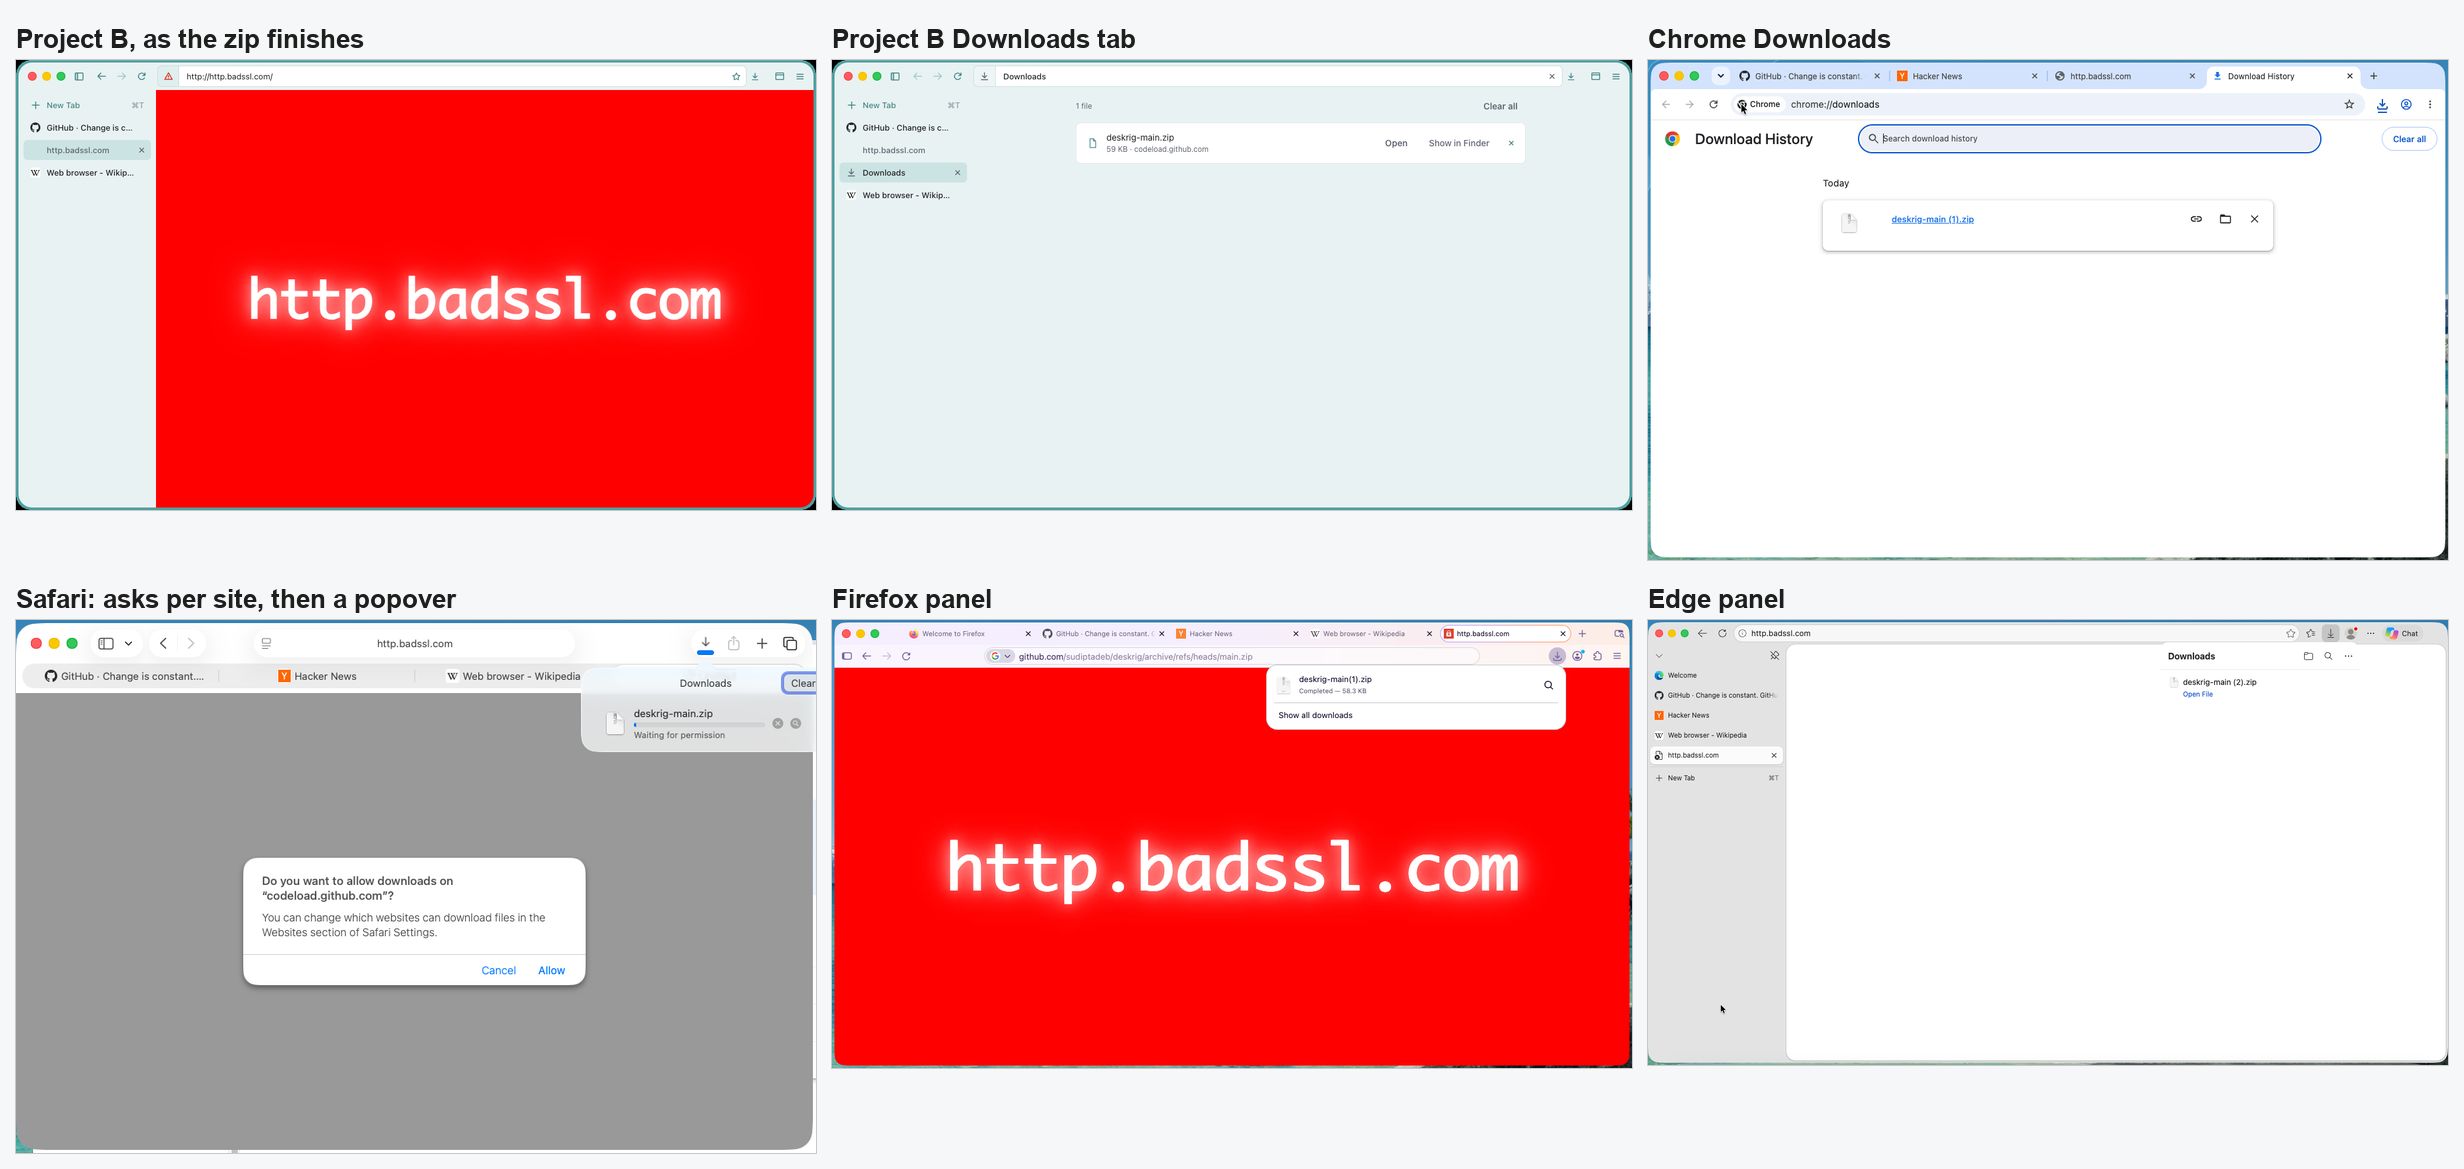 Project B, as the zip finishes
http://http.badssl.com/
New Tab ⌘T
GitHub · Change is c...
http.badssl.com
Web browser - Wikip...
http.badssl.com
Project B Downloads tab
Downloads
New Tab ⌘T
GitHub · Change is c...
http.badssl.com
Downloads
Web browser - Wikip...
1 file
Clear all
deskrig-main.zip
59 KB · codeload.github.com
Open
Show in Finder
Chrome Downloads
GitHub · Change is constant.
Hacker News
http.badssl.com
Download History
Chrome
chrome://downloads
Download History
Search download history
Clear all
Today
deskrig-main (1).zip
Safari: asks per site, then a popover
http.badssl.com
GitHub · Change is constant....
Hacker News
Web browser - Wikipedia
Downloads
Clear
deskrig-main.zip
Waiting for permission
Do you want to allow downloads on
“codeload.github.com”?
You can change which websites can download files in the
Websites section of Safari Settings.
Cancel
Allow
Firefox panel
Welcome to Firefox
GitHub · Change is constant.
Hacker News
Web browser - Wikipedia
http.badssl.com
github.com/sudiptadeb/deskrig/archive/refs/heads/main.zip
deskrig-main(1).zip
Completed — 58.3 KB
Show all downloads
http.badssl.com
Edge panel
http.badssl.com
Chat
Welcome
GitHub · Change is constant. GitHu
Hacker News
Web browser - Wikipedia
http.badssl.com
New Tab ⌘T
Downloads
deskrig-main (2).zip
Open File